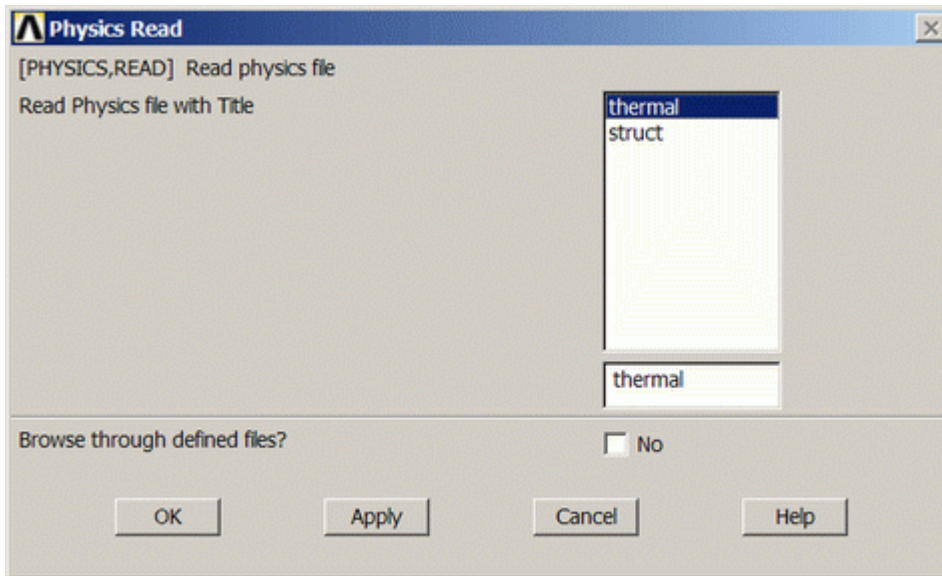 Physics Read
[PHYSICS,READ] Read physics file
Read Physics file with Title
thermal
struct
thermal
Browse through defined files?
No
OK Apply Cancel Help